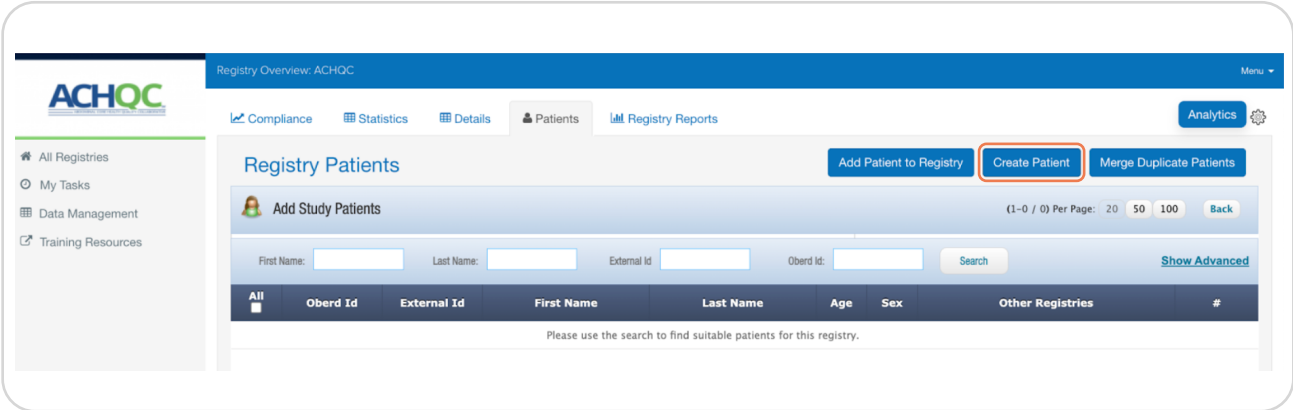 Registry Overview: ACHQC
Menu
ACHQC
Compliance Statistics Details Patients Registry Reports
Analytics
All Registries
My Tasks
Data Management
Training Resources
Registry Patients
Add Patient to Registry Create Patient Merge Duplicate Patients
Add Study Patients
(1-0 / 0) Per Page: 20 50 100 Back
First Name: Last Name: External Id Oberd Id: Search Show Advanced
All Oberd Id External Id First Name Last Name Age Sex Other Registries #
Please use the search to find suitable patients for this registry.